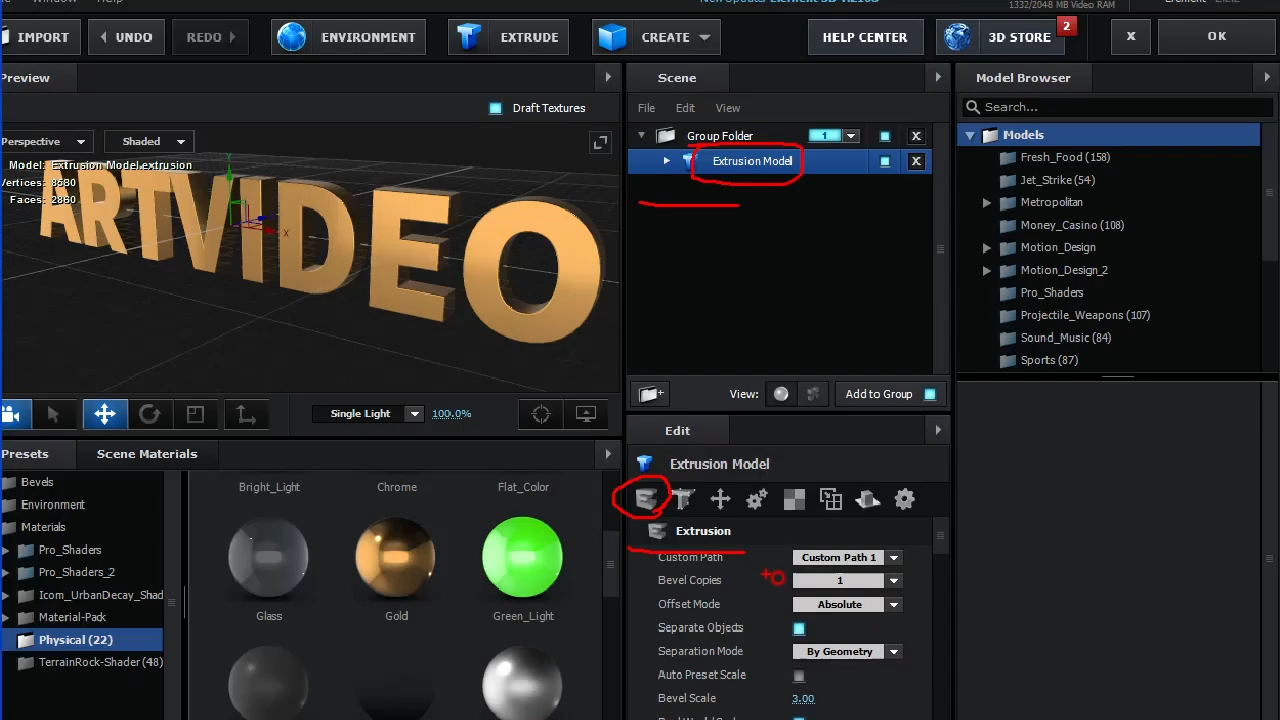 IMPORT
UNDO
REDO
ENVIRONMENT
EXTRUDE
CREATE
1332/2048 MB Video RAM
HELP CENTER
3D STORE
2
X
OK
Preview
Draft Textures
Perspective
Shaded
Model: Extrusion Model.extrusion
Vertices: 8580
Faces: 2860
Y
X
ARTVIDEO
Single Light
100.0%
Scene
File
Edit
View
Group Folder
1
X
Extrusion Model
X
View:
Add to Group
Model Browser
Search...
Models
Fresh_Food (158)
Jet_Strike (54)
Metropolitan
Money_Casino (108)
Motion_Design
Motion_Design_2
Pro_Shaders
Projectile_Weapons (107)
Sound_Music (84)
Sports (87)
Presets
Scene Materials
Bevels
Environment
Materials
Pro_Shaders
Pro_Shaders_2
Icom_UrbanDecay_Shad
Material-Pack
Physical (22)
TerrainRock-Shader (48)
Bright_Light
Chrome
Flat_Color
Glass
Gold
Green_Light
Edit
Extrusion Model
Extrusion
Custom Path
Custom Path 1
Bevel Copies
1
Offset Mode
Absolute
Separate Objects
Separation Mode
By Geometry
Auto Preset Scale
Bevel Scale
3.00